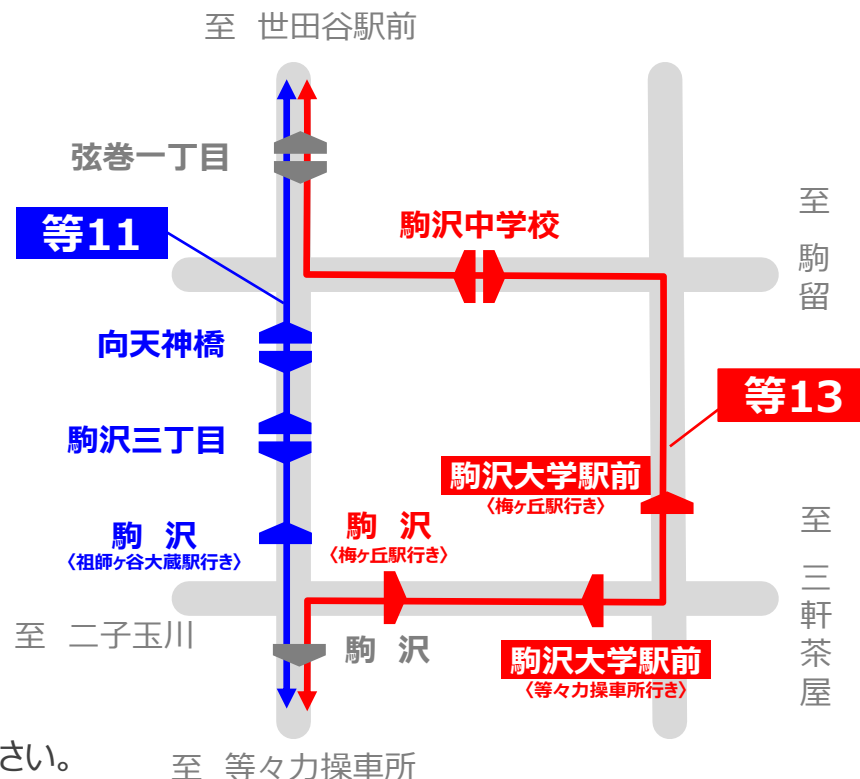 至 世田谷駅前
弦巻一丁目
等11
駒沢中学校
至 駒留
向天神橋
等13
駒沢三丁目
駒沢大学駅前
〈梅ヶ丘駅行き〉
駒 沢
〈祖師ヶ谷大蔵駅行き〉
駒 沢
〈梅ヶ丘駅行き〉
至 三軒茶屋
至 二子玉川
駒 沢
駒沢大学駅前
〈等々力操車所行き〉
さい。
至 等々力操車所